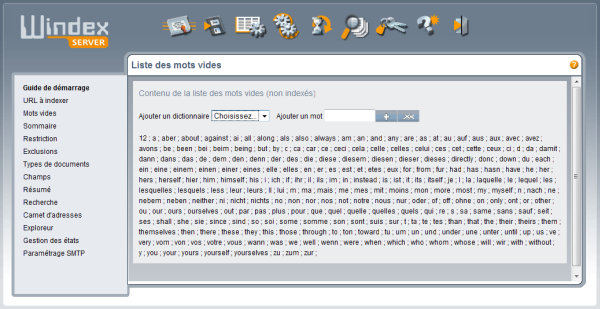 Windex
SERVER
Liste des mots vides
?
Guide de démarrage
URL à indexer
Mots vides
Sommaire
Restriction
Exclusions
Types de documents
Champs
Résumé
Recherche
Carnet d'adresses
Exploreur
Gestion des états
Paramétrage SMTP
Contenu de la liste des mots vides (non indexés)
Ajouter un dictionnaire Choisissez... Ajouter un mot + >><<
12 ; a ; aber ; about ; against ; ai ; all ; along ; als ; also ; always ; am ; an ; and ; any ; are ; as ; at ; au ; auf ; aus ; aux ; avec ; avez ;
avons ; be ; been ; bei ; beim ; being ; but ; by ; c ; ca ; car ; ce ; ceci ; cela ; celle ; celles ; celui ; ces ; cet ; cette ; ceux ; ci ; d ; da ; damit ;
dann ; dans ; das ; de ; dem ; den ; denn ; der ; des ; die ; diese ; diesem ; diesen ; dieser ; dieses ; directly ; donc ; down ; du ; each ;
ein ; eine ; einem ; einen ; einer ; eines ; elle ; elles ; en ; er ; es ; est ; et ; etes ; eux ; for ; from ; fur ; had ; has ; hasn ; have ; he ; her ;
hers ; herself ; hier ; him ; himself ; his ; i ; ich ; if ; ihr ; il ; ils ; im ; in ; instead ; is ; ist ; it ; its ; itself ; je ; l ; la ; laquelle ; le ; lequel ; les ;
lesquelles ; lesquels ; less ; leur ; leurs ; ll ; lui ; m ; ma ; mais ; me ; mes ; mit ; moins ; mon ; more ; most ; my ; myself ; n ; nach ; ne ;
nebem ; neben ; neither ; ni ; nicht ; nichts ; no ; non ; nor ; nos ; not ; notre ; nous ; nur ; oder ; of ; off ; ohne ; on ; only ; ont ; or ; other ;
ou ; our ; ours ; ourselves ; out ; par ; pas ; plus ; pour ; que ; quel ; quelle ; quelles ; quels ; qui ; re ; s ; sa ; same ; sans ; sauf ; seit ;
ses ; shall ; she ; sie ; since ; sind ; so ; soi ; some ; somme ; son ; sont ; suis ; sur ; t ; ta ; te ; tes ; than ; that ; the ; their ; theirs ; them ;
themselves ; then ; there ; these ; they ; this ; those ; through ; to ; ton ; toward ; tu ; um ; un ; und ; under ; une ; unter ; until ; up ; us ; ve ;
very ; vom ; von ; vos ; votre ; vous ; wann ; was ; we ; well ; wenn ; were ; when ; which ; who ; whom ; whose ; will ; wir ; with ; without ;
y ; you ; your ; yours ; yourself ; yourselves ; zu ; zum ; zur ;